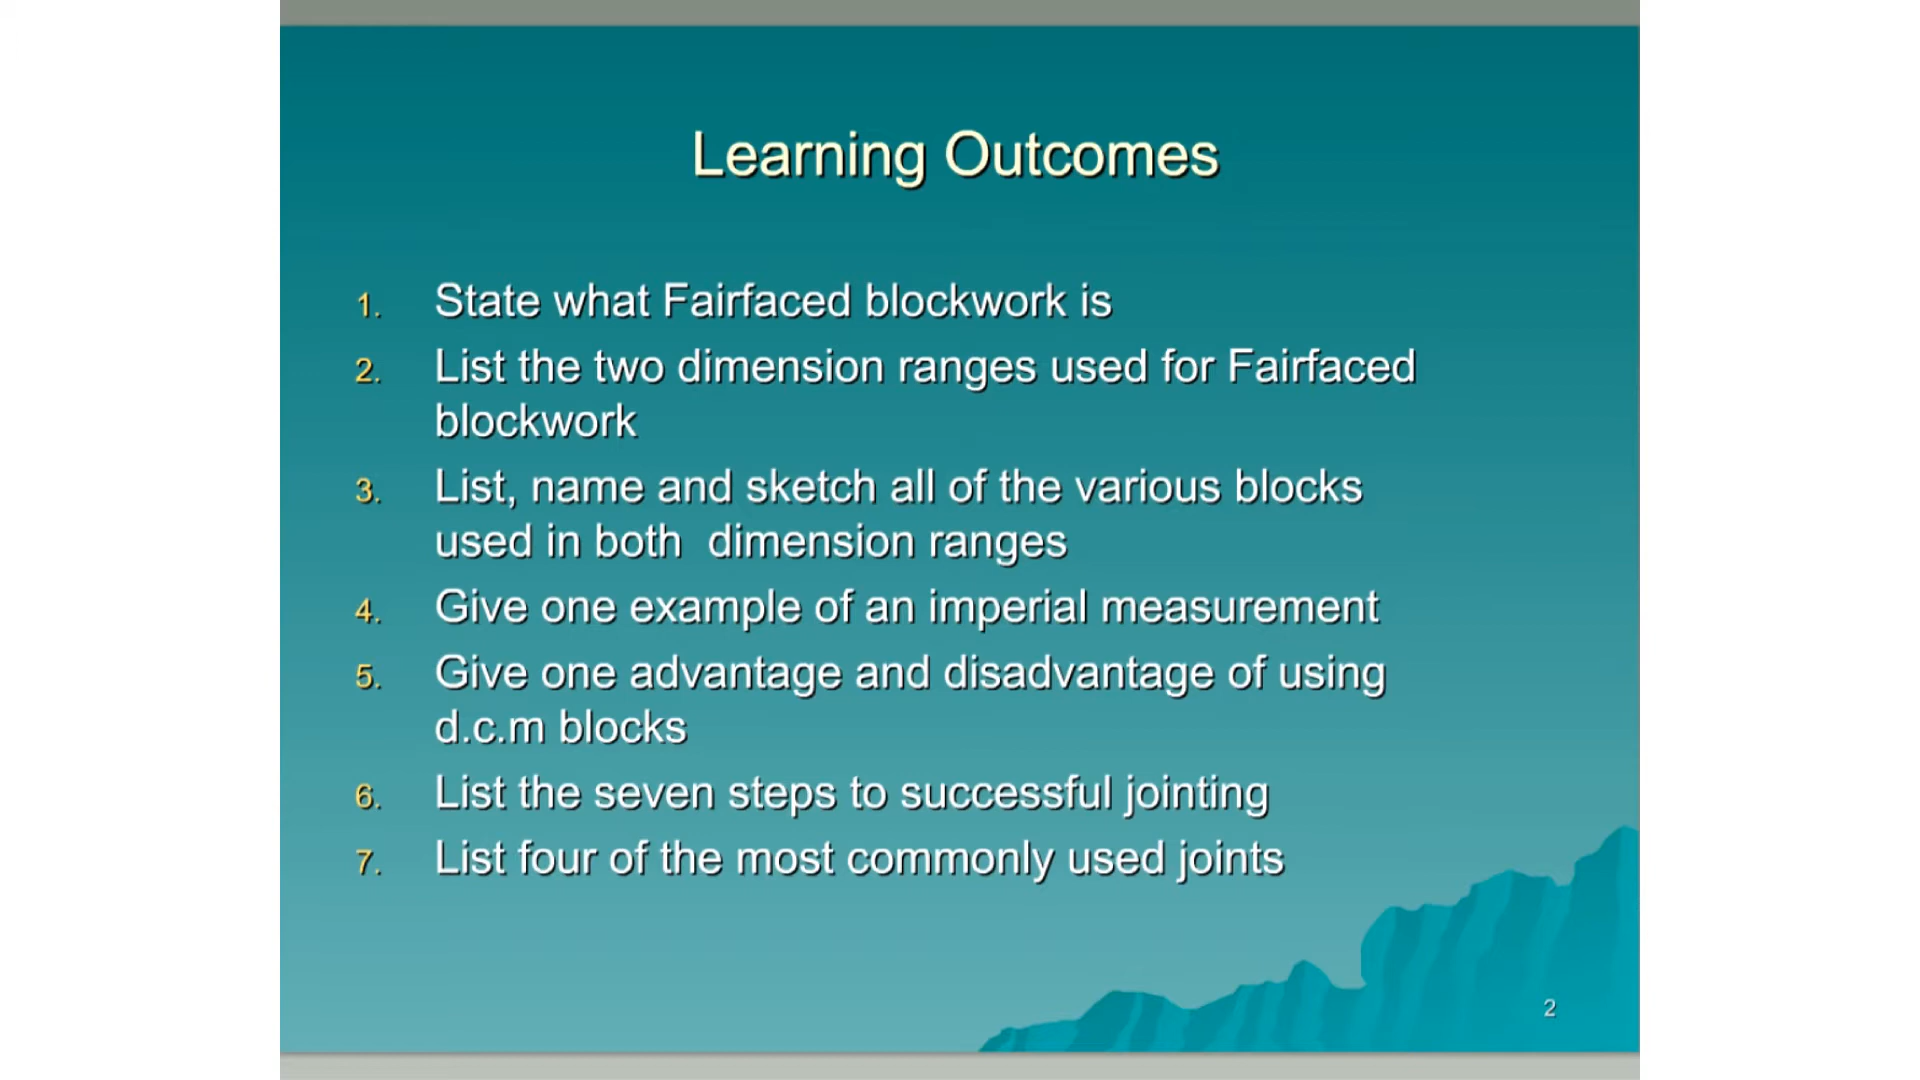 Learning Outcomes
1. State what Fairfaced blockwork is
2. List the two dimension ranges used for Fairfaced
blockwork
3. List, name and sketch all of the various blocks
used in both  dimension ranges
4. Give one example of an imperial measurement
5. Give one advantage and disadvantage of using
d.c.m blocks
6. List the seven steps to successful jointing
7. List four of the most commonly used joints
2